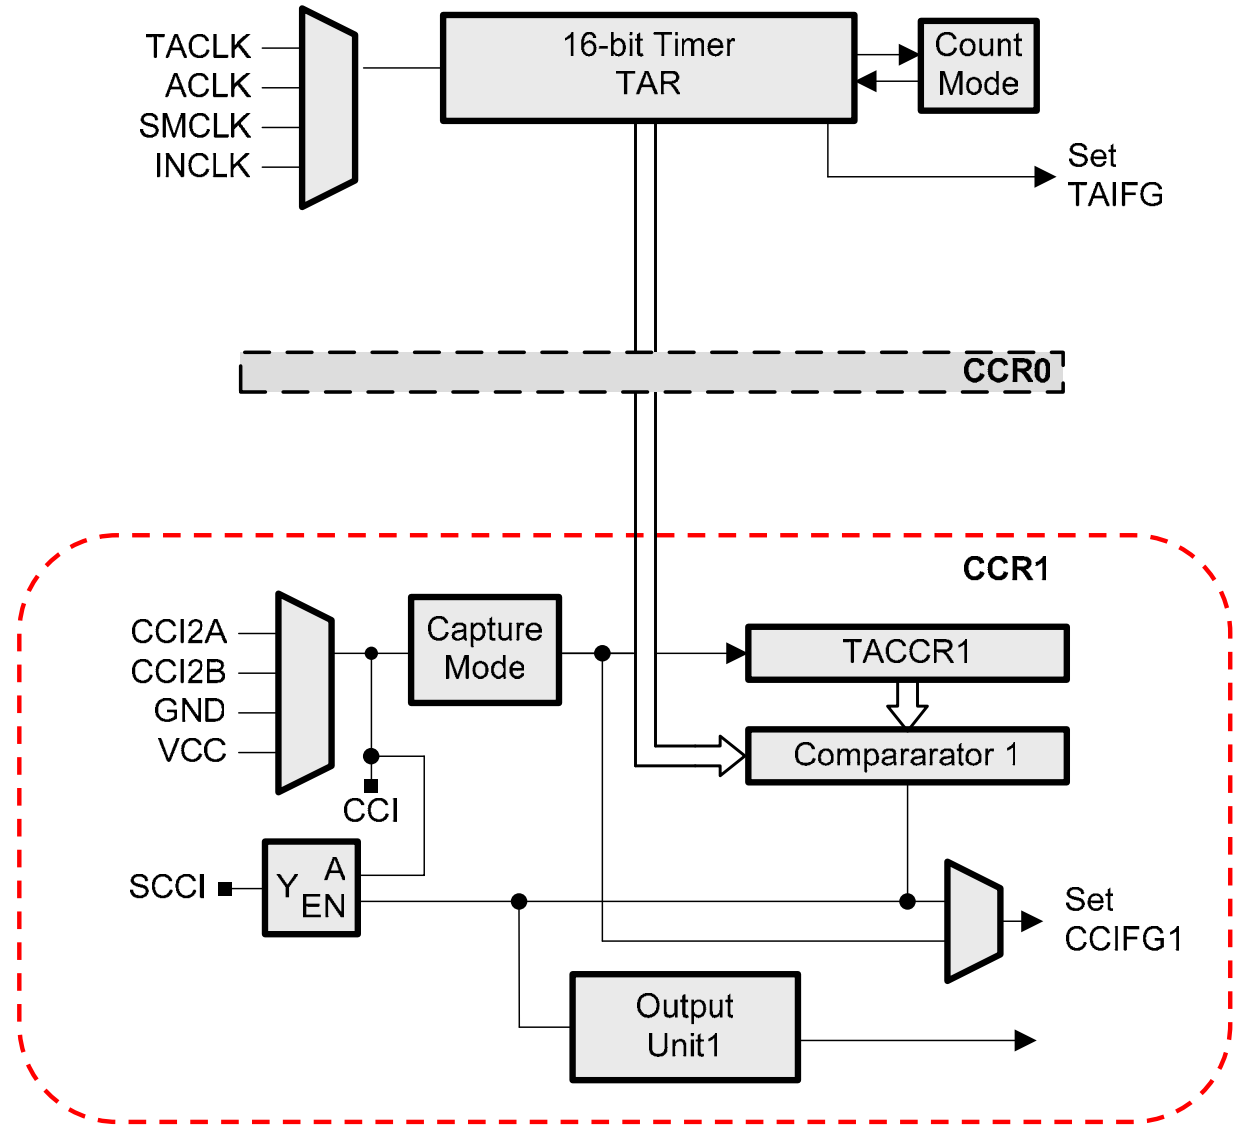 TACLK
ACLK
SMCLK
INCLK
16-bit Timer
TAR
Count
Mode
Set
TAIFG
CCR0
CCR1
CCI2A
CCI2B
GND
VCC
Capture
Mode
TACCR1
Compararator 1
CCI
SCCI
Y
A
EN
Set
CCIFG1
Output
Unit1